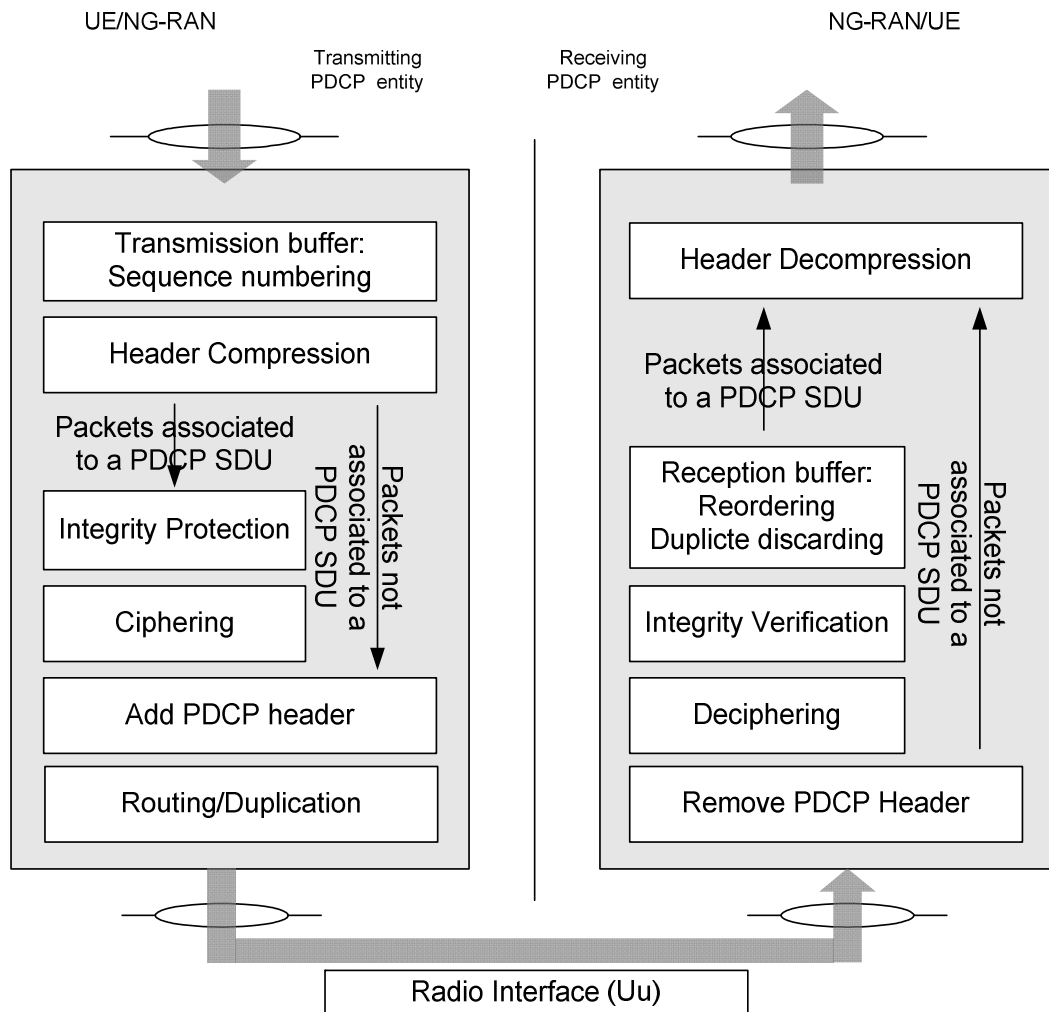 UE/NG-RAN
NG-RAN/UE
Transmitting
PDCP entity
Receiving
PDCP entity
Transmission buffer:
Sequence numbering
Header Compression
Packets associated
to a PDCP SDU
Packets not
associated to a
PDCP SDU
Integrity Protection
Ciphering
Add PDCP header
Routing/Duplication
Header Decompression
Packets associated
to a PDCP SDU
Reception buffer:
Reordering
Duplicte discarding
Packets not
associated to a
PDCP SDU
Integrity Verification
Deciphering
Remove PDCP Header
Radio Interface (Uu)